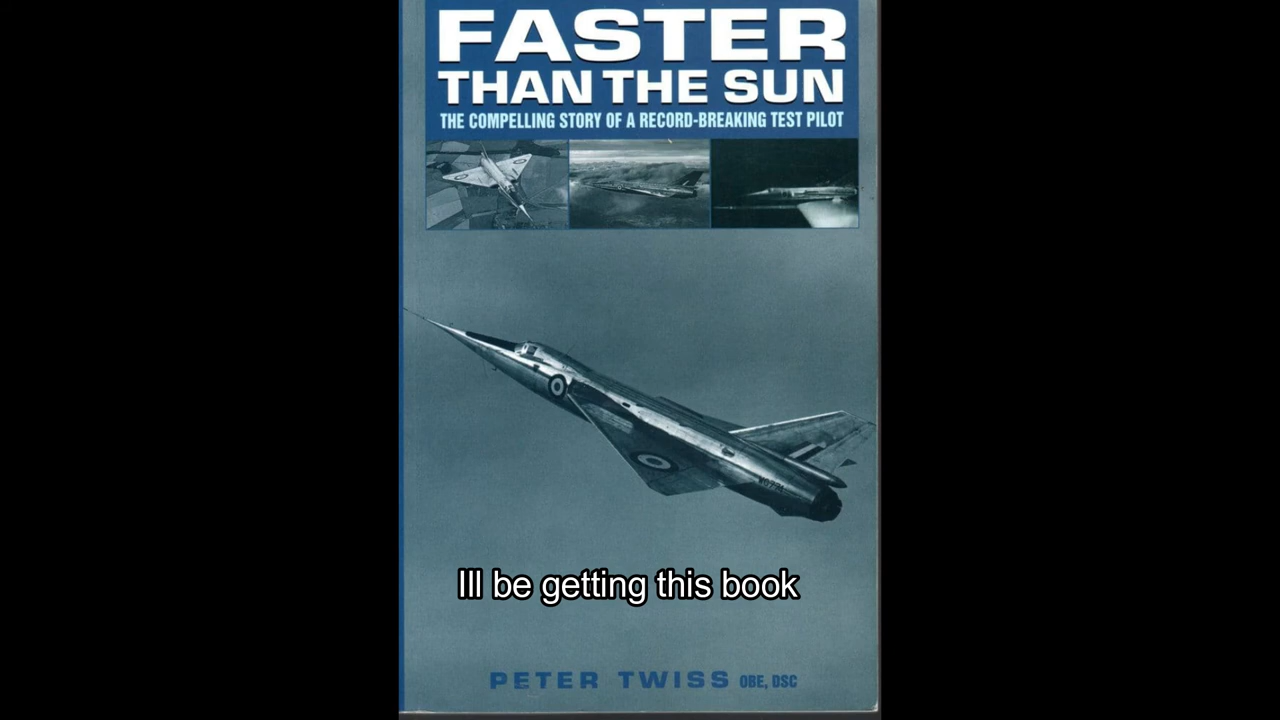 FASTER
THAN THE SUN
THE COMPELLING STORY OF A RECORD-BREAKING TEST PILOT
Ill be getting this book
PETER TWISS OBE, DSC